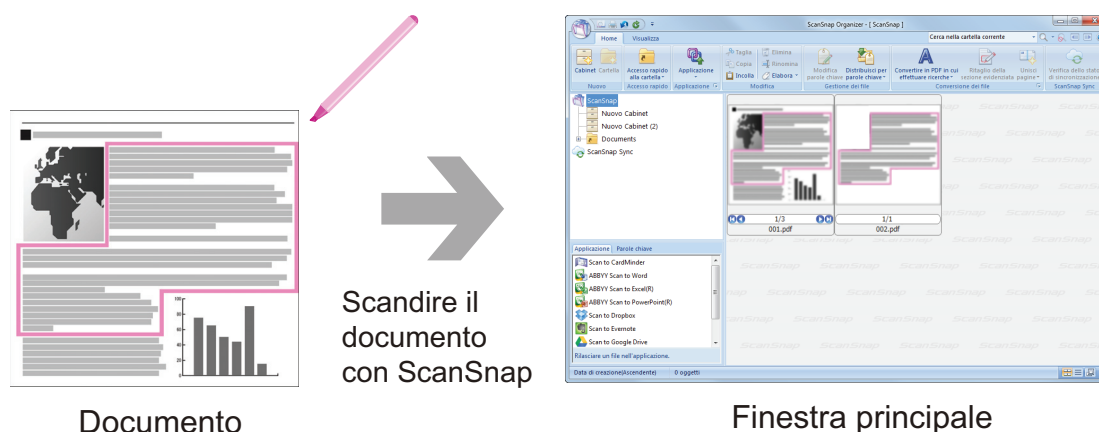 ScanSnap Organizer - [ ScanSnap ]
Home Visualizza
Cerca nella cartella corrente
Cabinet Cartella
Accesso rapido alla cartella
Applicazione
Taglia
Copia
Incolla
Elimina
Rinomina
Elabora
Modifica parole chiave
Distribuisci per parole chiave
Convertire in PDF in cui effettuare ricerche
Ritaglio della sezione evidenziata
Unisci pagine
Verifica dello stato di sincronizzazione
Nuovo Accesso rapido Applicazione Modifica Gestione dei file Conversione dei file ScanSnap Sync
ScanSnap
Nuovo Cabinet
Nuovo Cabinet (2)
Documents
ScanSnap Sync
1/3
001.pdf
1/1
002.pdf
Applicazione Parole chiave
Scan to CardMinder
ABBYY Scan to Word
ABBYY Scan to Excel(R)
ABBYY Scan to PowerPoint(R)
Scan to Dropbox
Scan to Evernote
Scan to Google Drive
Rilasciare un file nell'applicazione.
Data di creazione(Ascendente) 0 oggetti
100
80
60
40
20
Scandire il
documento
con ScanSnap
Documento
Finestra principale